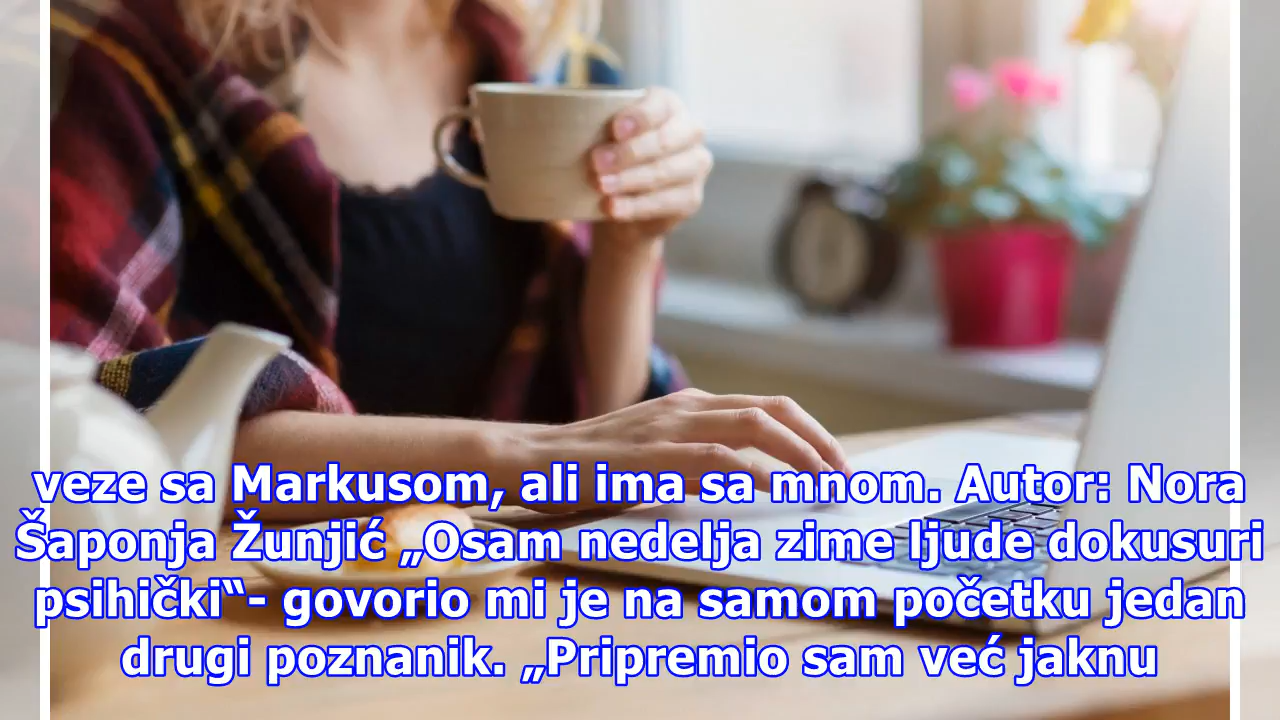 veze sa Markusom, ali ima sa mnom. Autor: Nora
Šaponja Žunjić „Osam nedelja zime ljude dokusuri
psihički“- govorio mi je na samom početku jedan
drugi poznanik. „Pripremio sam već jaknu